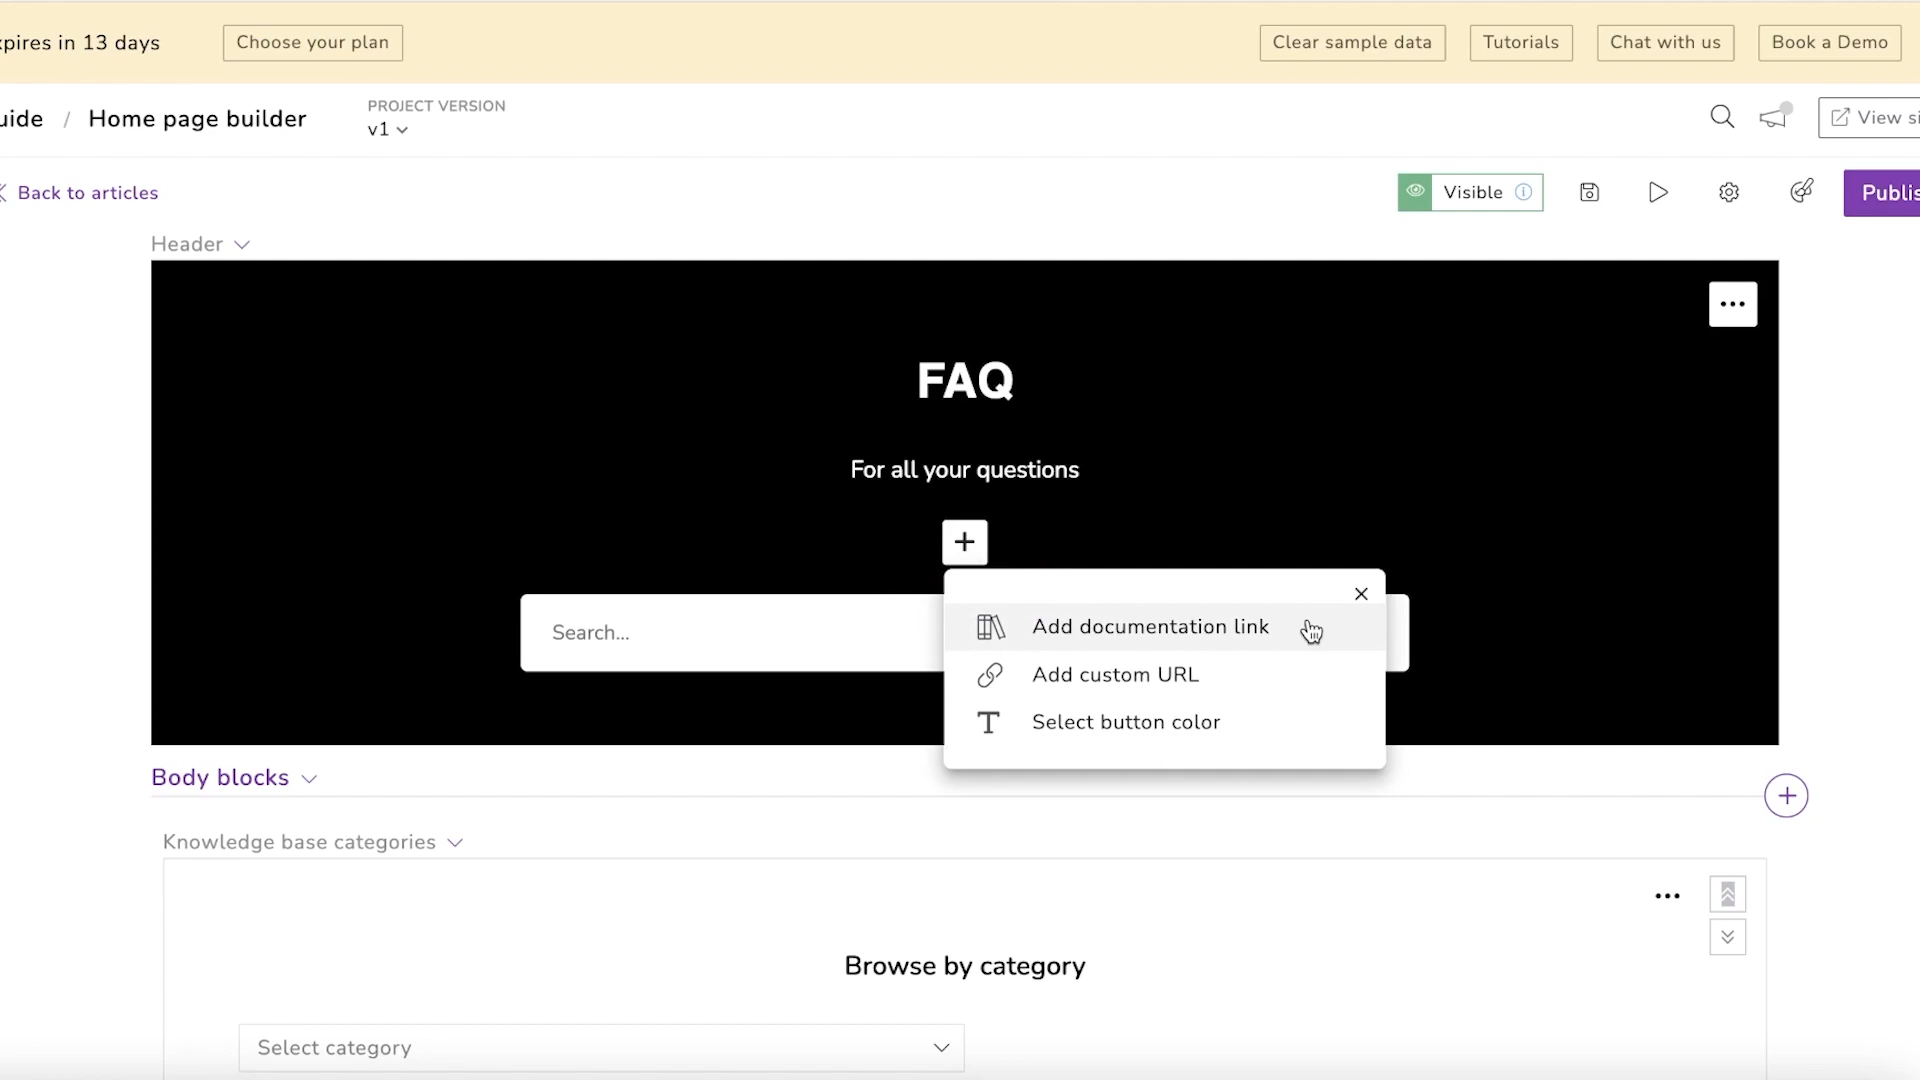 xpires in 13 days
Choose your plan
Clear sample data
Tutorials
Chat with us
Book a Demo
uide / Home page builder
PROJECT VERSION
v1
View si
Back to articles
Visible
Publis
Header
FAQ
For all your questions
Search...
Add documentation link
Add custom URL
Select button color
Body blocks
Knowledge base categories
Browse by category
Select category